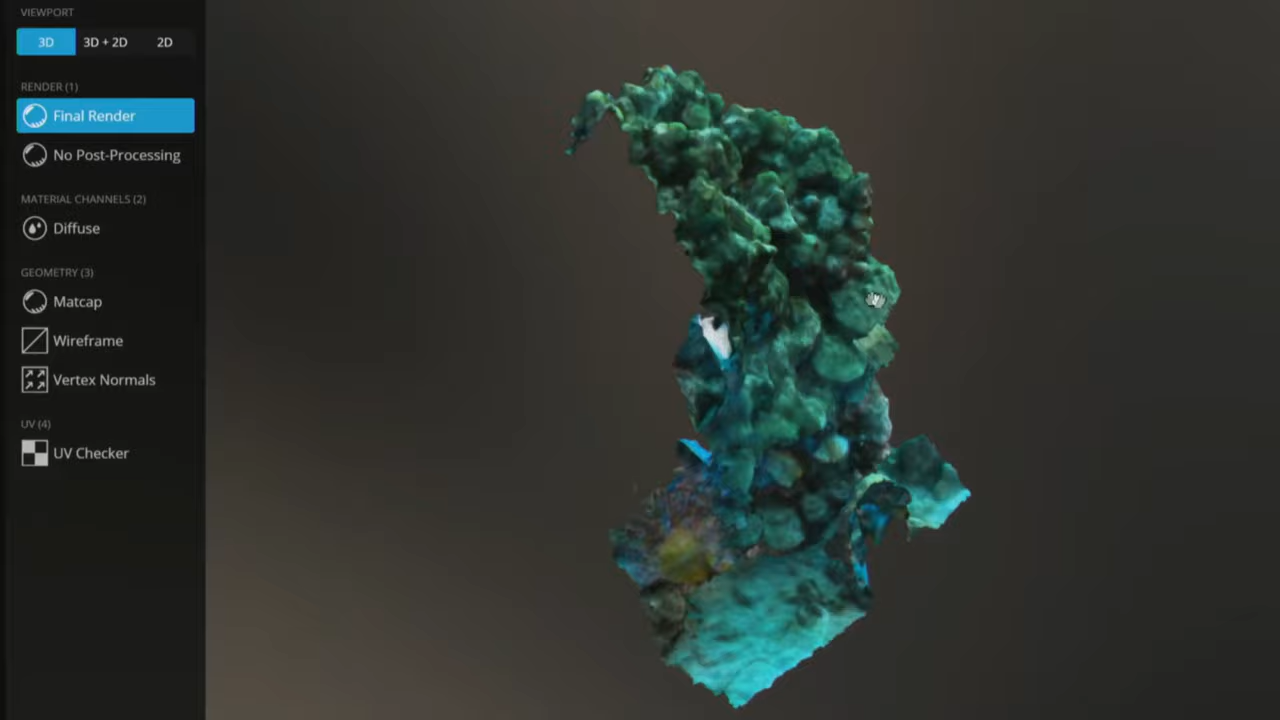 VIEWPORT
3D 3D + 2D 2D
RENDER (1)
Final Render
No Post-Processing
MATERIAL CHANNELS (2)
Diffuse
GEOMETRY (3)
Matcap
Wireframe
Vertex Normals
UV (4)
UV Checker